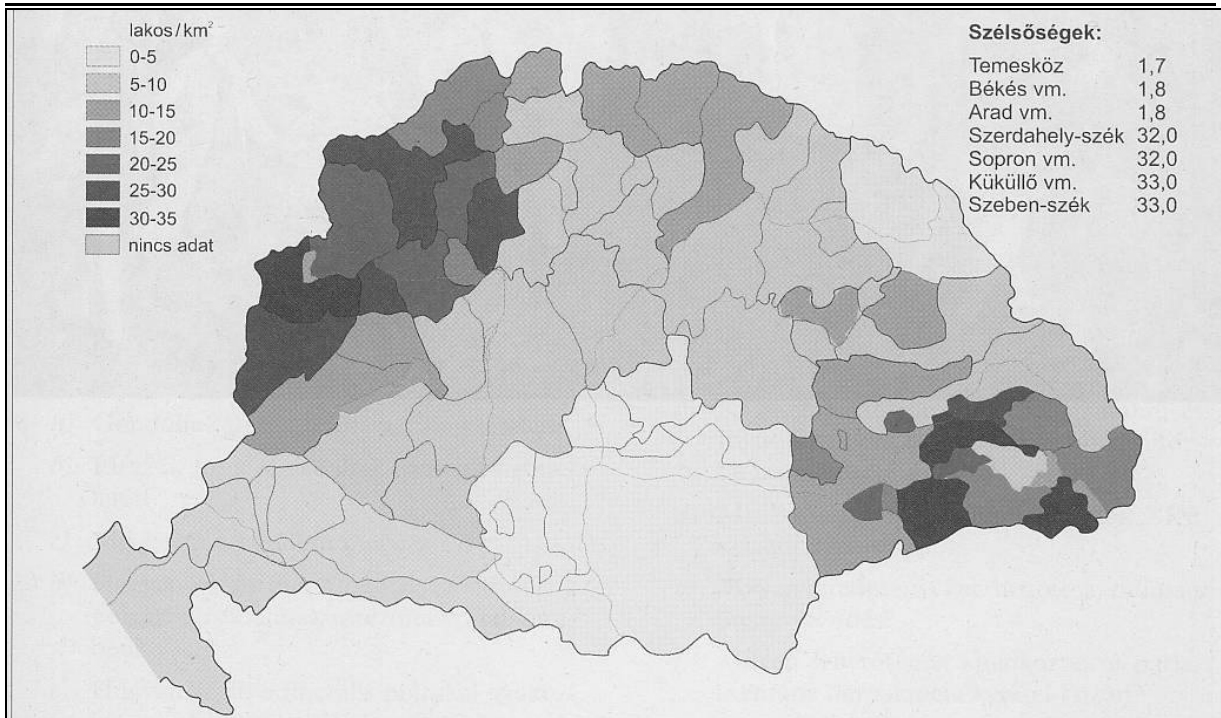 lakos/km²
0-5
5-10
10-15
15-20
20-25
25-30
30-35
nincs adat
Szélsőségek:
Temesköz 1,7
Békés vm. 1,8
Arad vm. 1,8
Szerdahely-szék 32,0
Sopron vm. 32,0
Küküllő vm. 33,0
Szeben-szék 33,0